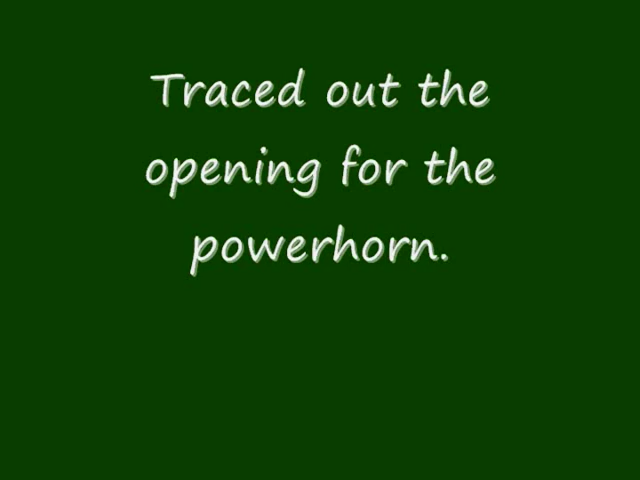 Traced out the
opening for the
powerhorn.